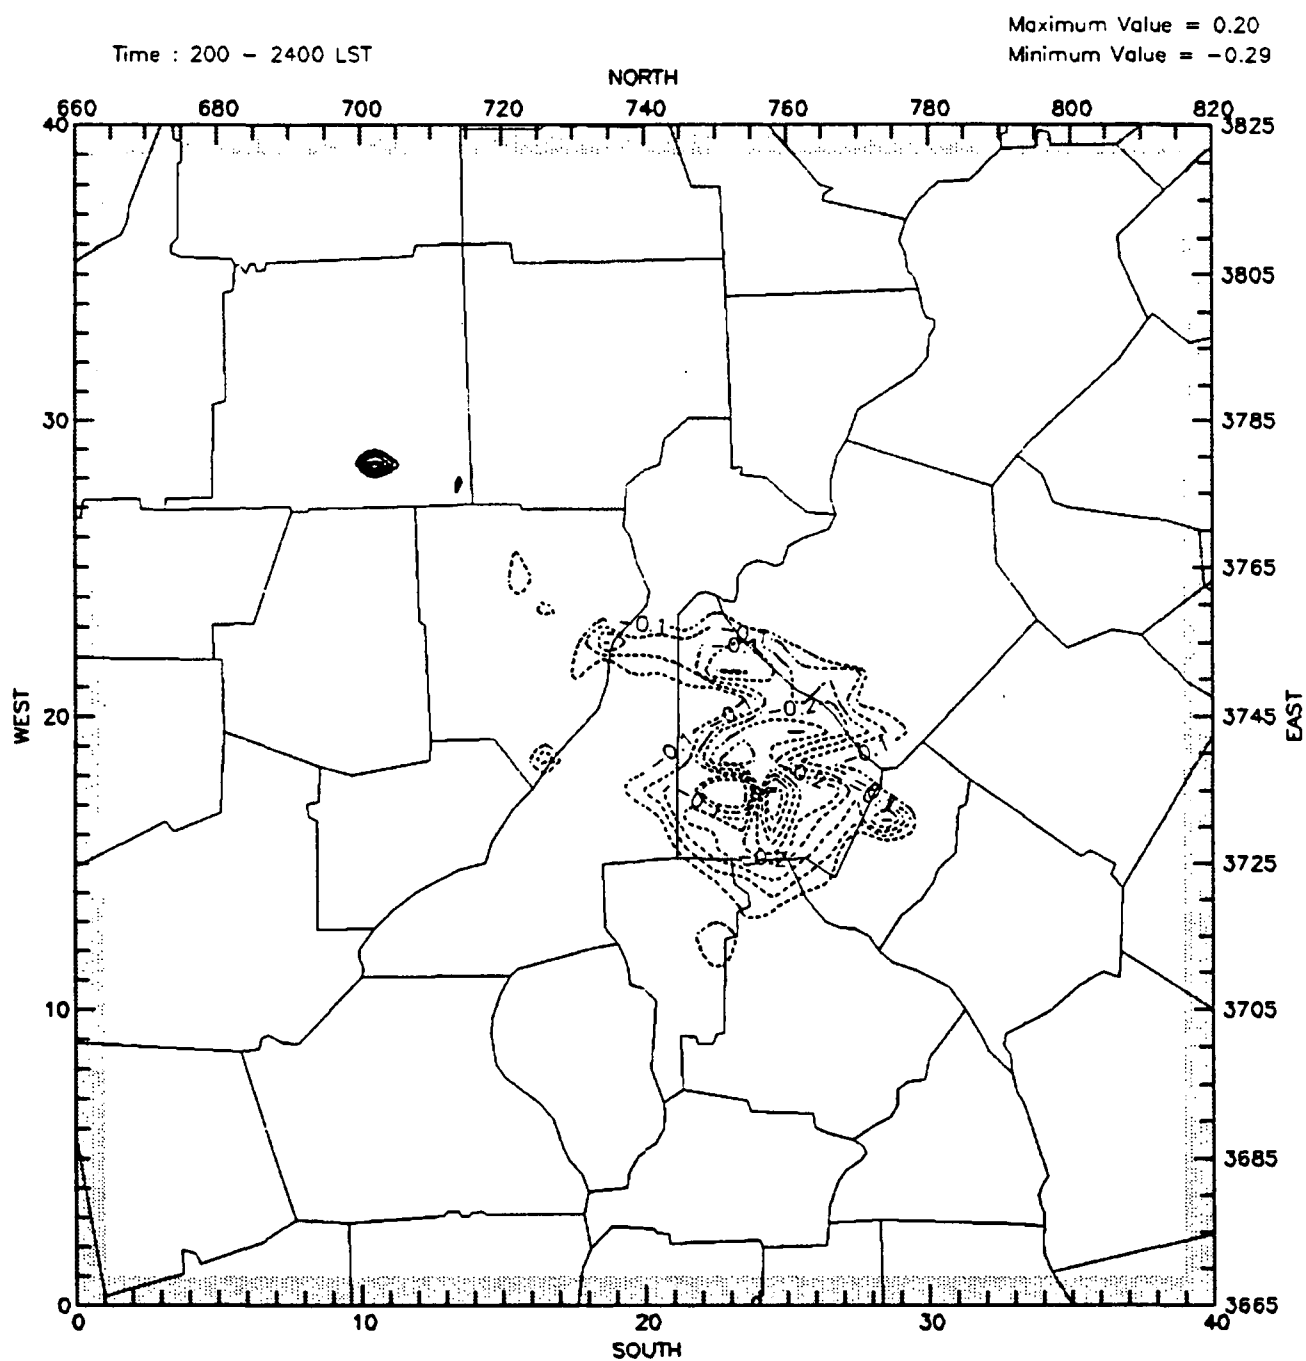 Maximum Value = 0.20
Time : 200 - 2400 LST
Minimum Value = -0.29
NORTH
660 680 700 720 740 760 780 800 820
40 3825
3805
30 3785
3765
-0.1
WEST 20 3745 EAST
-0.2
3725
10 3705
3685
0 3665
0 10 20 30 40
SOUTH